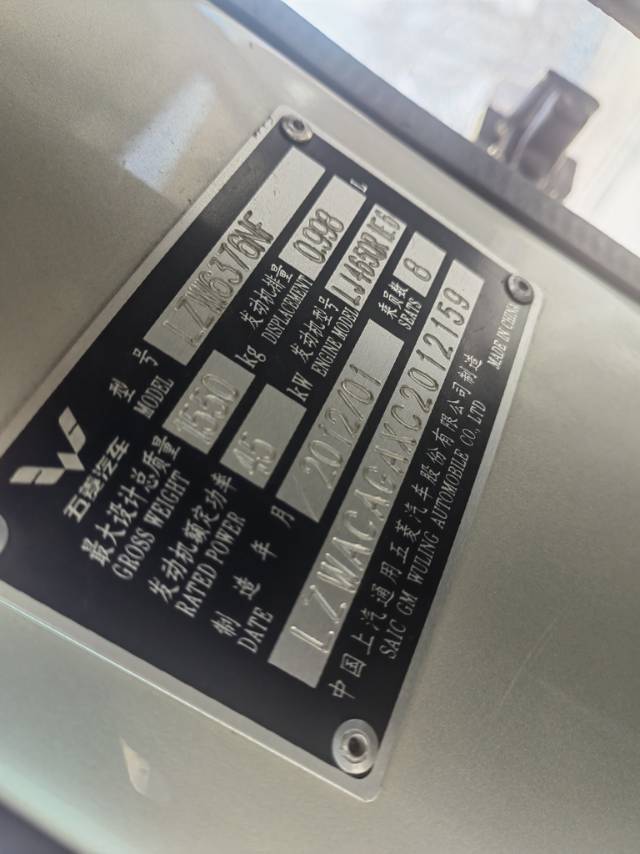 五菱汽车
型号 MODEL LZW6376NF
最大设计总质量 GROSS WEIGHT 1550 kg
发动机排量 DISPLACEMENT 0.998 L
发动机额定功率 RATED POWER 45 kW
发动机型号 ENGINE MODEL LJ465QR1E6
制造年月 DATE 2012/01
乘员数 SEATS 8
LZWACAGAXC2012159
中国上汽通用五菱汽车股份有限公司制造
SAIC GM WULING AUTOMOBILE CO., LTD MADE IN CHINA